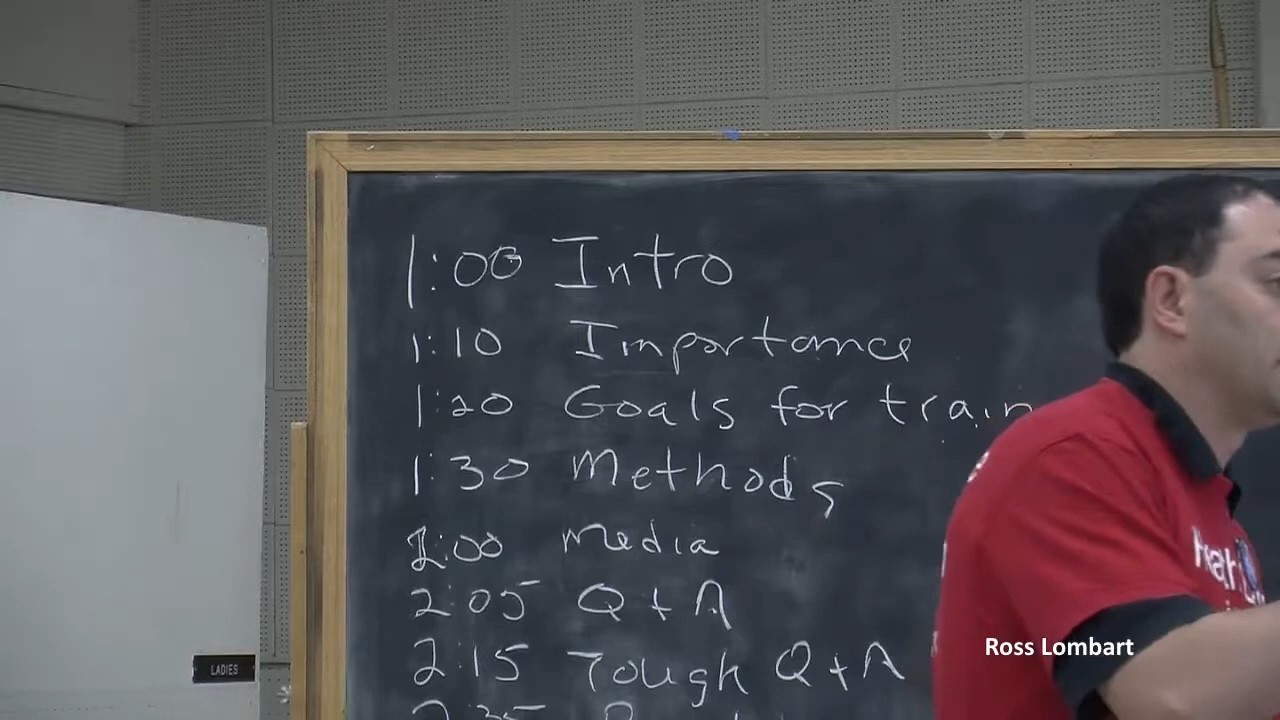 1:00 Intro
1:10 Importance
1:20 Goals for train
1:30 Methods
2:00 Media
2:05 Q + A
2:15 Tough Q + A
LADIES
Ross Lombart